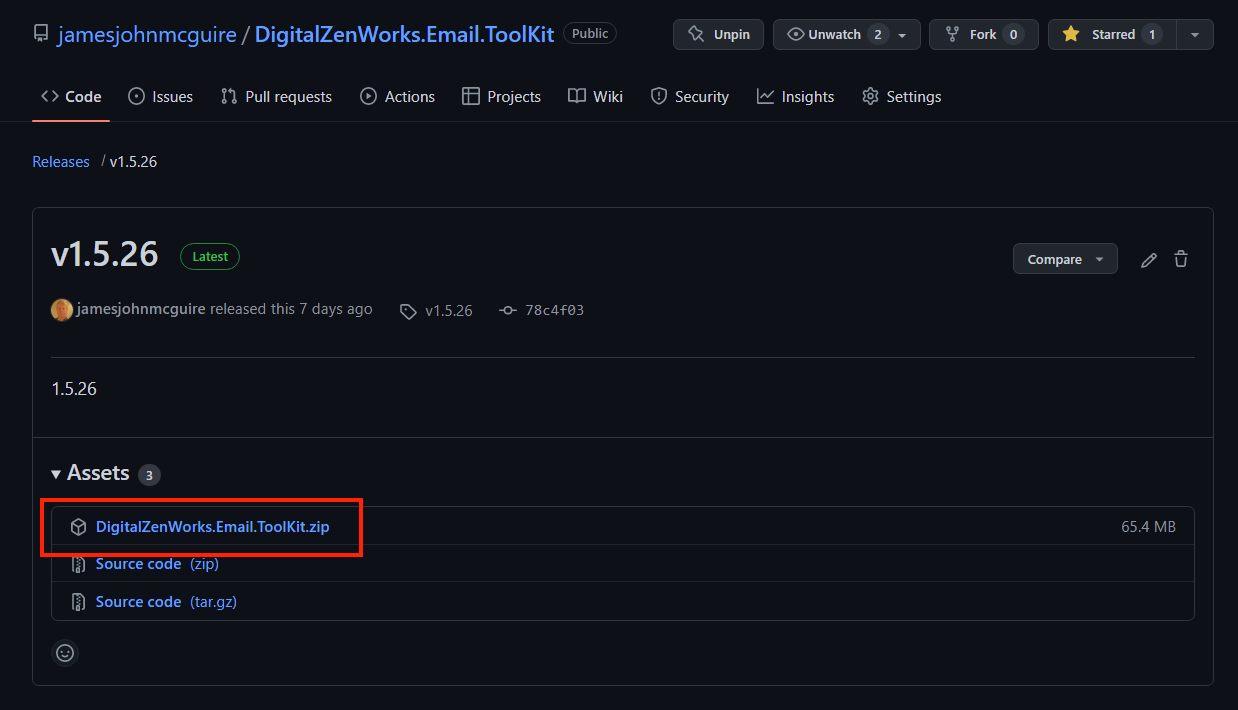 jamesjohnmcguire / DigitalZenWorks.Email.ToolKit Public Unpin Unwatch 2 Fork 0 Starred 1
Code Issues Pull requests Actions Projects Wiki Security Insights Settings
Releases / v1.5.26
v1.5.26 Latest Compare
jamesjohnmcguire released this 7 days ago v1.5.26 78c4f03
1.5.26
Assets 3
DigitalZenWorks.Email.ToolKit.zip 65.4 MB
Source code (zip)
Source code (tar.gz)